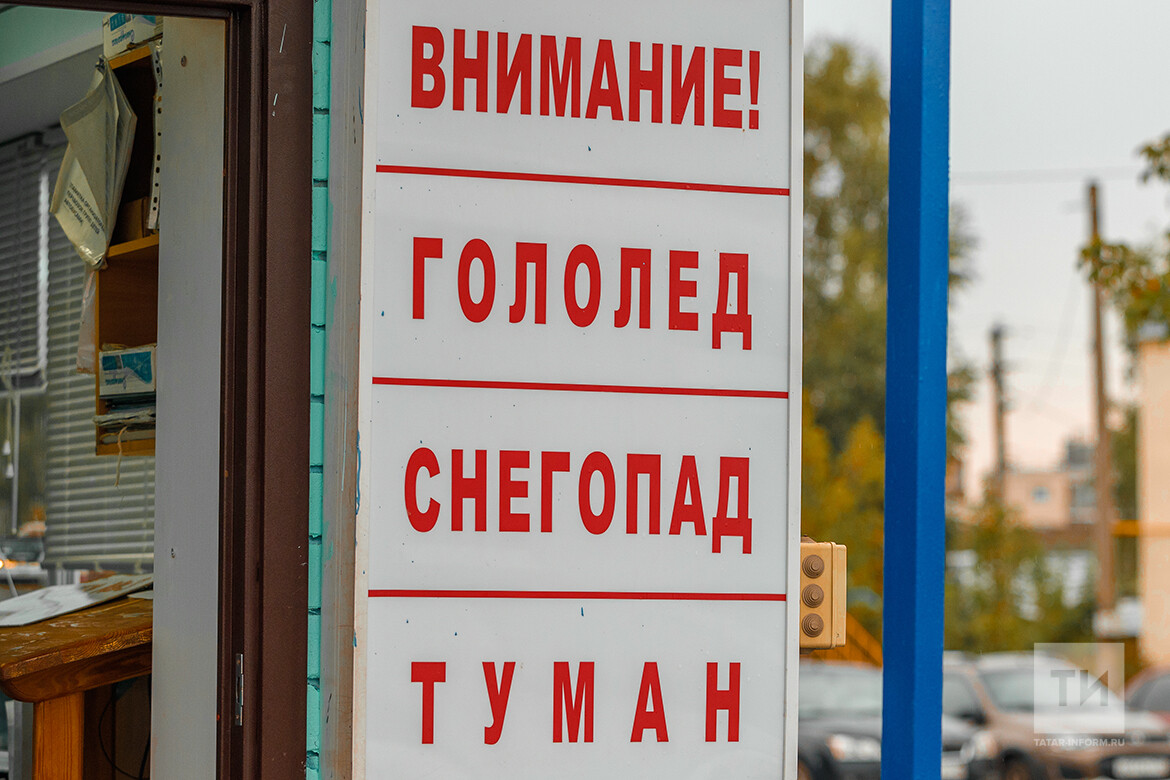 ВНИМАНИЕ!
ГОЛОЛЕД
СНЕГОПАД
ТУМАН
ТИ
TATAR-INFORM.RU